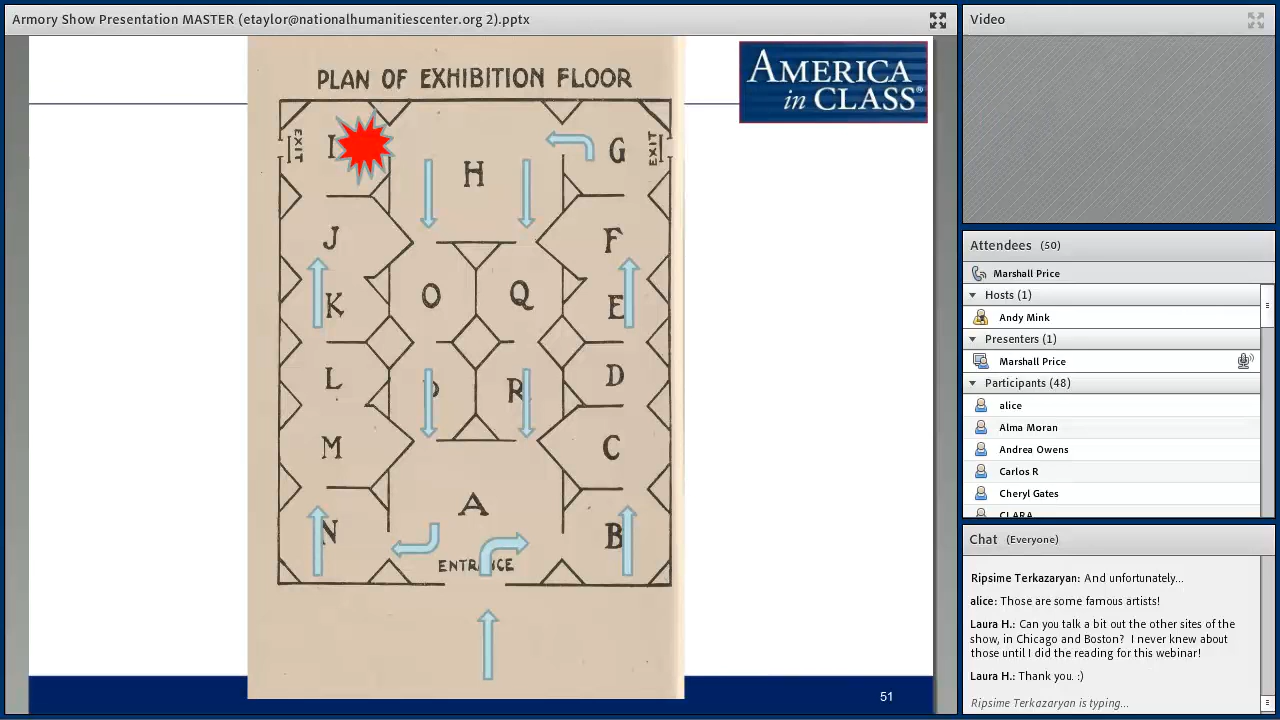 Armory Show Presentation MASTER (etaylor@nationalhumanitiescenter.org 2).pptx
PLAN OF EXHIBITION FLOOR
EXIT
I
H
G
EXIT
J
F
K
O
Q
E
L
R
D
M
C
N
A
B
ENTRANCE
AMERICA
in CLASS®
51
Video
Attendees (50)
Marshall Price
Hosts (1)
Andy Mink
Presenters (1)
Marshall Price
Participants (48)
alice
Alma Moran
Andrea Owens
Carlos R
Cheryl Gates
CLARA
Chat (Everyone)
Ripsime Terkazaryan: And unfortunately...
alice: Those are some famous artists!
Laura H.: Can you talk a bit out the other sites of the
show, in Chicago and Boston? I never knew about
those until I did the reading for this webinar!
Laura H.: Thank you. :)
Ripsime Terkazaryan is typing...